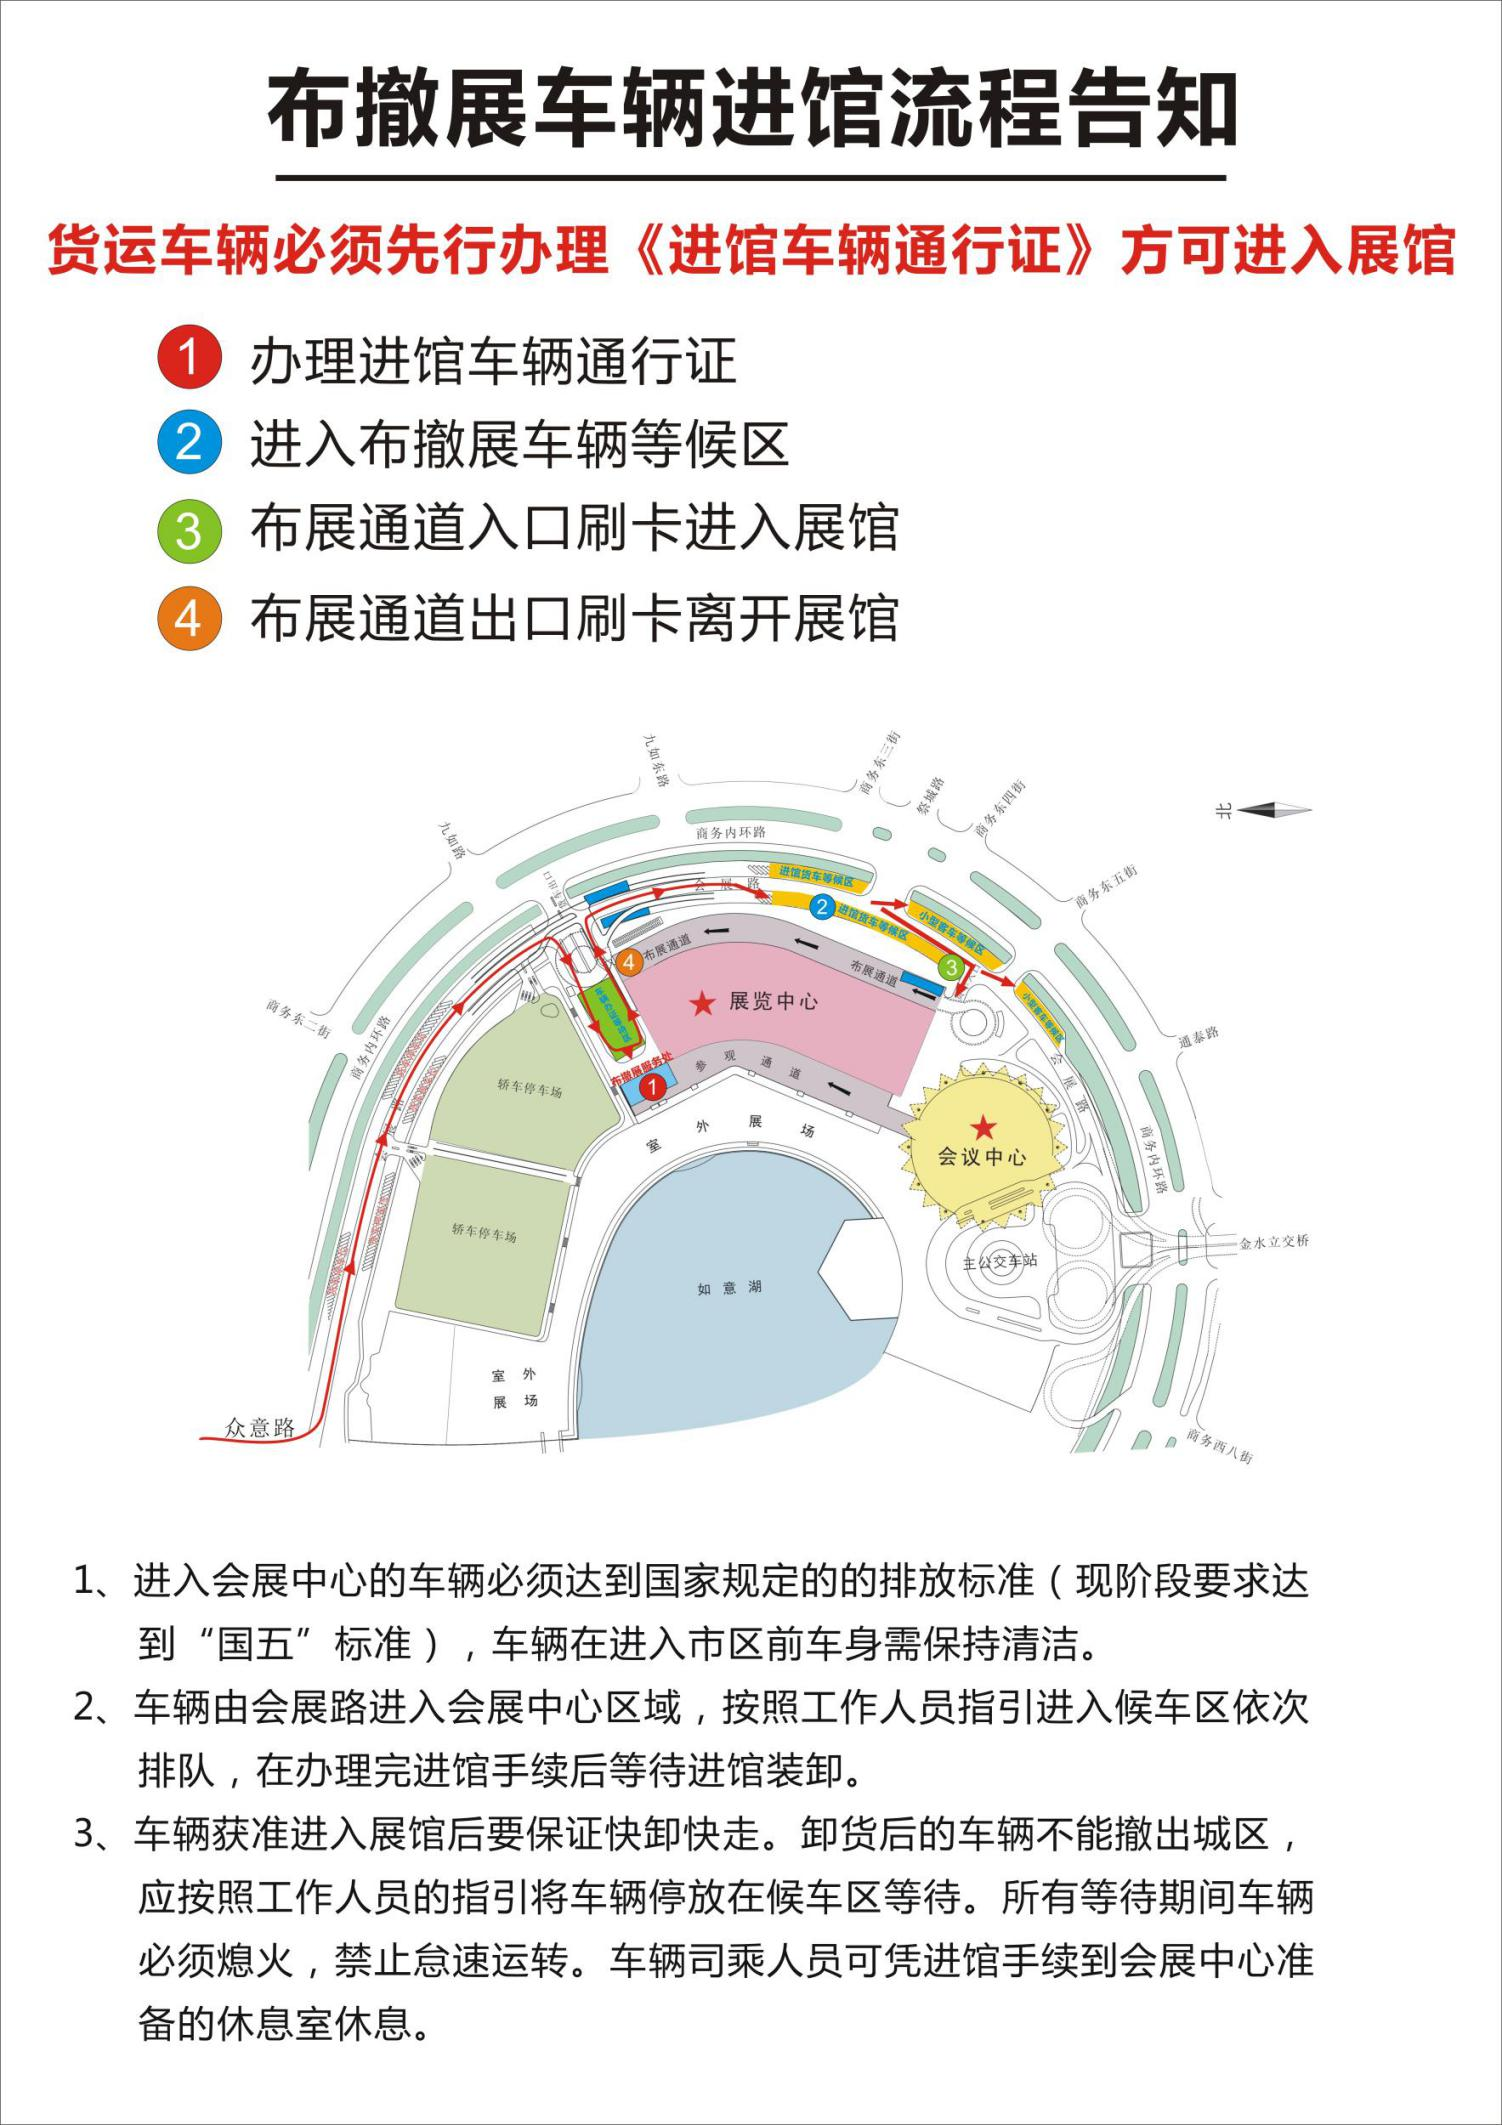 布撤展车辆进馆流程告知
货运车辆必须先行办理《进馆车辆通行证》方可进入展馆
1 办理进馆车辆通行证
2 进入布撤展车辆等候区
3 布展通道入口刷卡进入展馆
4 布展通道出口刷卡离开展馆
九如东路
商务东三街
祭城路
商务东四街
北
九如路
商务内环路
商务东五街
会展路
进馆货车等候区
2
进馆货车等候区
小型客车等候区
4
布展通道
布展通道
3
商务东二街
商务内环路
展览中心
小型客车等候区
通泰路
布撤展服务处
1
参观通道
会展路
轿车停车场
室外展场
会议中心
商务内环路
轿车停车场
主公交车站
金水立交桥
如意湖
室外
展场
众意路
商务西八街
1、进入会展中心的车辆必须达到国家规定的的排放标准（现阶段要求达
到“国五”标准），车辆在进入市区前车身需保持清洁。
2、车辆由会展路进入会展中心区域，按照工作人员指引进入候车区依次
排队，在办理完进馆手续后等待进馆装卸。
3、车辆获准进入展馆后要保证快卸快走。卸货后的车辆不能撤出城区，
应按照工作人员的指引将车辆停放在候车区等待。所有等待期间车辆
必须熄火，禁止怠速运转。车辆司乘人员可凭进馆手续到会展中心准
备的休息室休息。